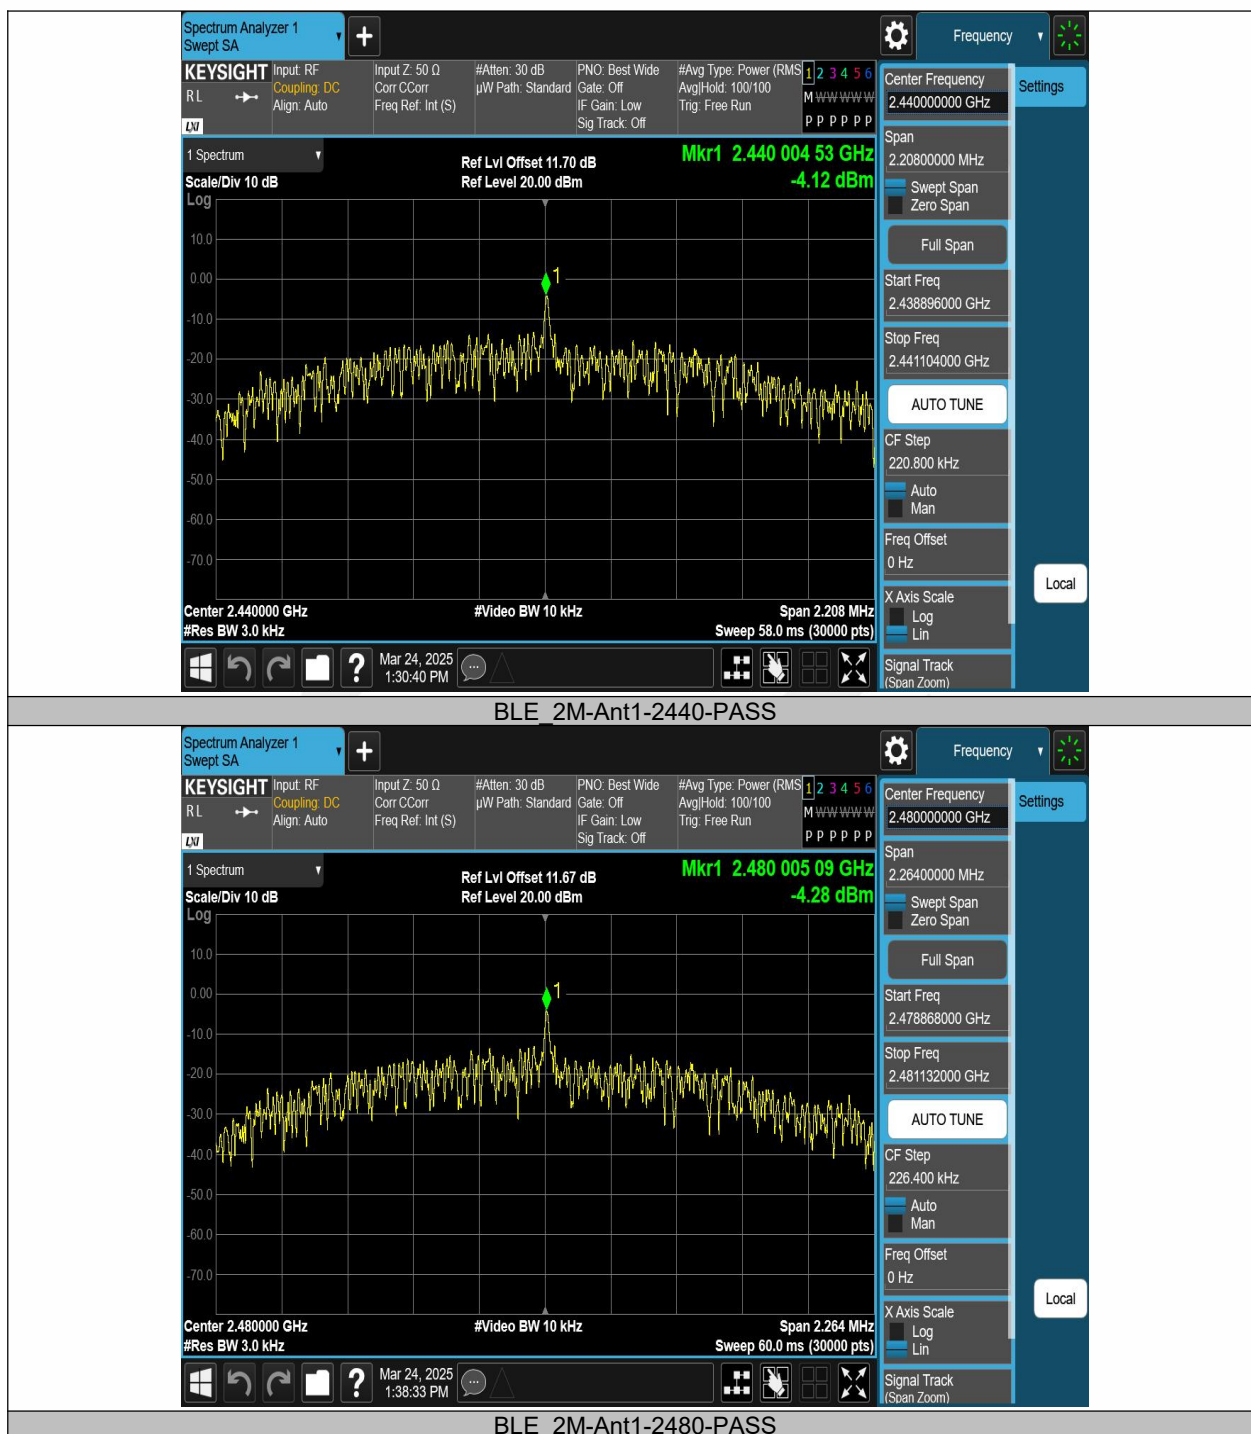 Spectrum Analyzer 1
Swept SA
Frequency
KEYSIGHT
RL
LXI
Input: RF
Coupling: DC
Align: Auto
Input Z: 50 Ω
Corr CCorr
Freq Ref: Int (S)
#Atten: 30 dB
µW Path: Standard
PNO: Best Wide
Gate: Off
IF Gain: Low
Sig Track: Off
#Avg Type: Power (RMS
Avg|Hold: 100/100
Trig: Free Run
1 2 3 4 5 6
M W W W W W
P P P P P P
Center Frequency
2.440000000 GHz
Settings
Span
2.20800000 MHz
Swept Span
Zero Span
Full Span
Start Freq
2.438896000 GHz
Stop Freq
2.441104000 GHz
AUTO TUNE
CF Step
220.800 kHz
Auto
Man
Freq Offset
0 Hz
X Axis Scale
Log
Lin
Signal Track
(Span Zoom)
Local
1 Spectrum
Scale/Div 10 dB
Log
Ref Lvl Offset 11.70 dB
Ref Level 20.00 dBm
Mkr1 2.440 004 53 GHz
-4.12 dBm
10.0
0.00
-10.0
-20.0
-30.0
-40.0
-50.0
-60.0
-70.0
1
Center 2.440000 GHz
#Res BW 3.0 kHz
#Video BW 10 kHz
Span 2.208 MHz
Sweep 58.0 ms (30000 pts)
?
Mar 24, 2025
1:30:40 PM
BLE_2M-Ant1-2440-PASS
Spectrum Analyzer 1
Swept SA
Frequency
KEYSIGHT
RL
LXI
Input: RF
Coupling: DC
Align: Auto
Input Z: 50 Ω
Corr CCorr
Freq Ref: Int (S)
#Atten: 30 dB
µW Path: Standard
PNO: Best Wide
Gate: Off
IF Gain: Low
Sig Track: Off
#Avg Type: Power (RMS
Avg|Hold: 100/100
Trig: Free Run
1 2 3 4 5 6
M W W W W W
P P P P P P
Center Frequency
2.480000000 GHz
Settings
Span
2.26400000 MHz
Swept Span
Zero Span
Full Span
Start Freq
2.478868000 GHz
Stop Freq
2.481132000 GHz
AUTO TUNE
CF Step
226.400 kHz
Auto
Man
Freq Offset
0 Hz
X Axis Scale
Log
Lin
Signal Track
(Span Zoom)
Local
1 Spectrum
Scale/Div 10 dB
Log
Ref Lvl Offset 11.67 dB
Ref Level 20.00 dBm
Mkr1 2.480 005 09 GHz
-4.28 dBm
10.0
0.00
-10.0
-20.0
-30.0
-40.0
-50.0
-60.0
-70.0
1
Center 2.480000 GHz
#Res BW 3.0 kHz
#Video BW 10 kHz
Span 2.264 MHz
Sweep 60.0 ms (30000 pts)
?
Mar 24, 2025
1:38:33 PM
BLE_2M-Ant1-2480-PASS